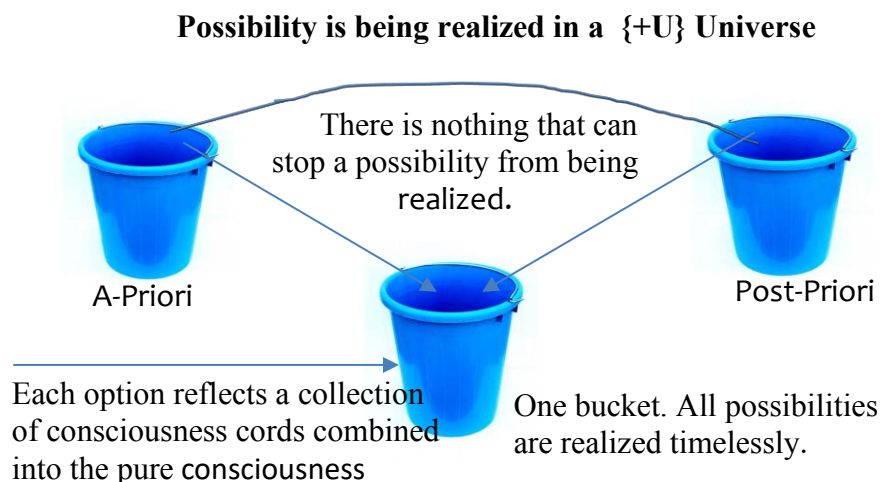 Possibility is being realized in a {+U} Universe
There is nothing that can
stop a possibility from being
realized.
A-Priori
Post-Priori
Each option reflects a collection
of consciousness cords combined
into the pure consciousness
One bucket. All possibilities
are realized timelessly.